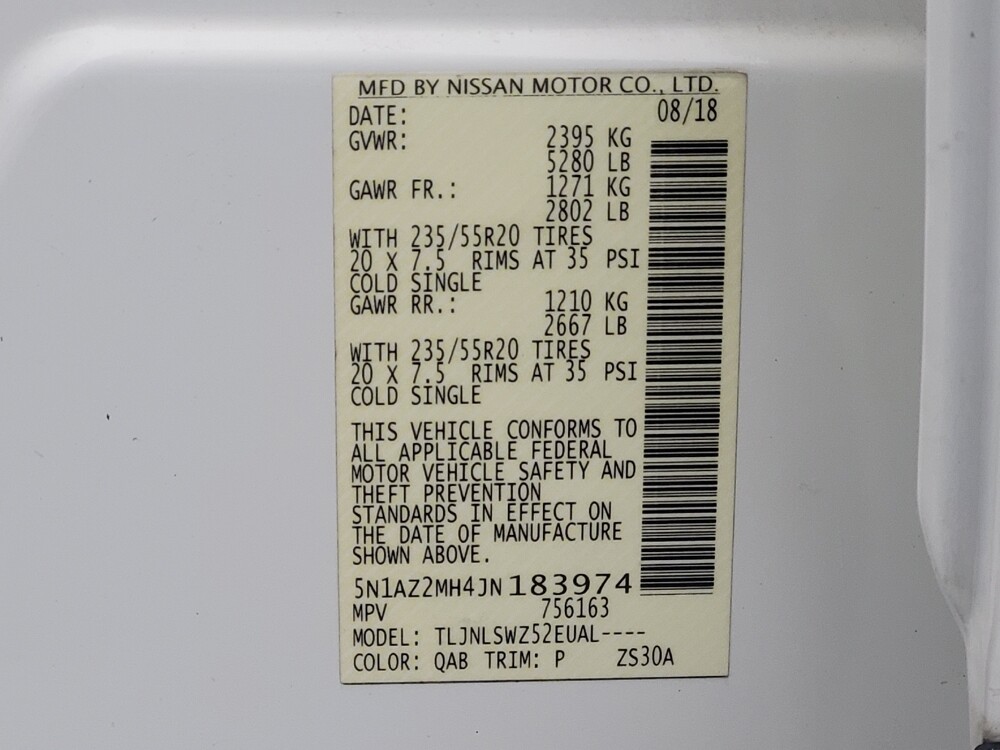 MFD BY NISSAN MOTOR CO., LTD.
DATE: 08/18
GVWR: 2395 KG
5280 LB
GAWR FR.: 1271 KG
2802 LB
WITH 235/55R20 TIRES
20 X 7.5 RIMS AT 35 PSI
COLD SINGLE
GAWR RR.: 1210 KG
2667 LB
WITH 235/55R20 TIRES
20 X 7.5 RIMS AT 35 PSI
COLD SINGLE
THIS VEHICLE CONFORMS TO
ALL APPLICABLE FEDERAL
MOTOR VEHICLE SAFETY AND
THEFT PREVENTION
STANDARDS IN EFFECT ON
THE DATE OF MANUFACTURE
SHOWN ABOVE.
5N1AZ2MH4JN183974
MPV 756163
MODEL: TLJNLSWZ52EUAL----
COLOR: QAB TRIM: P ZS30A